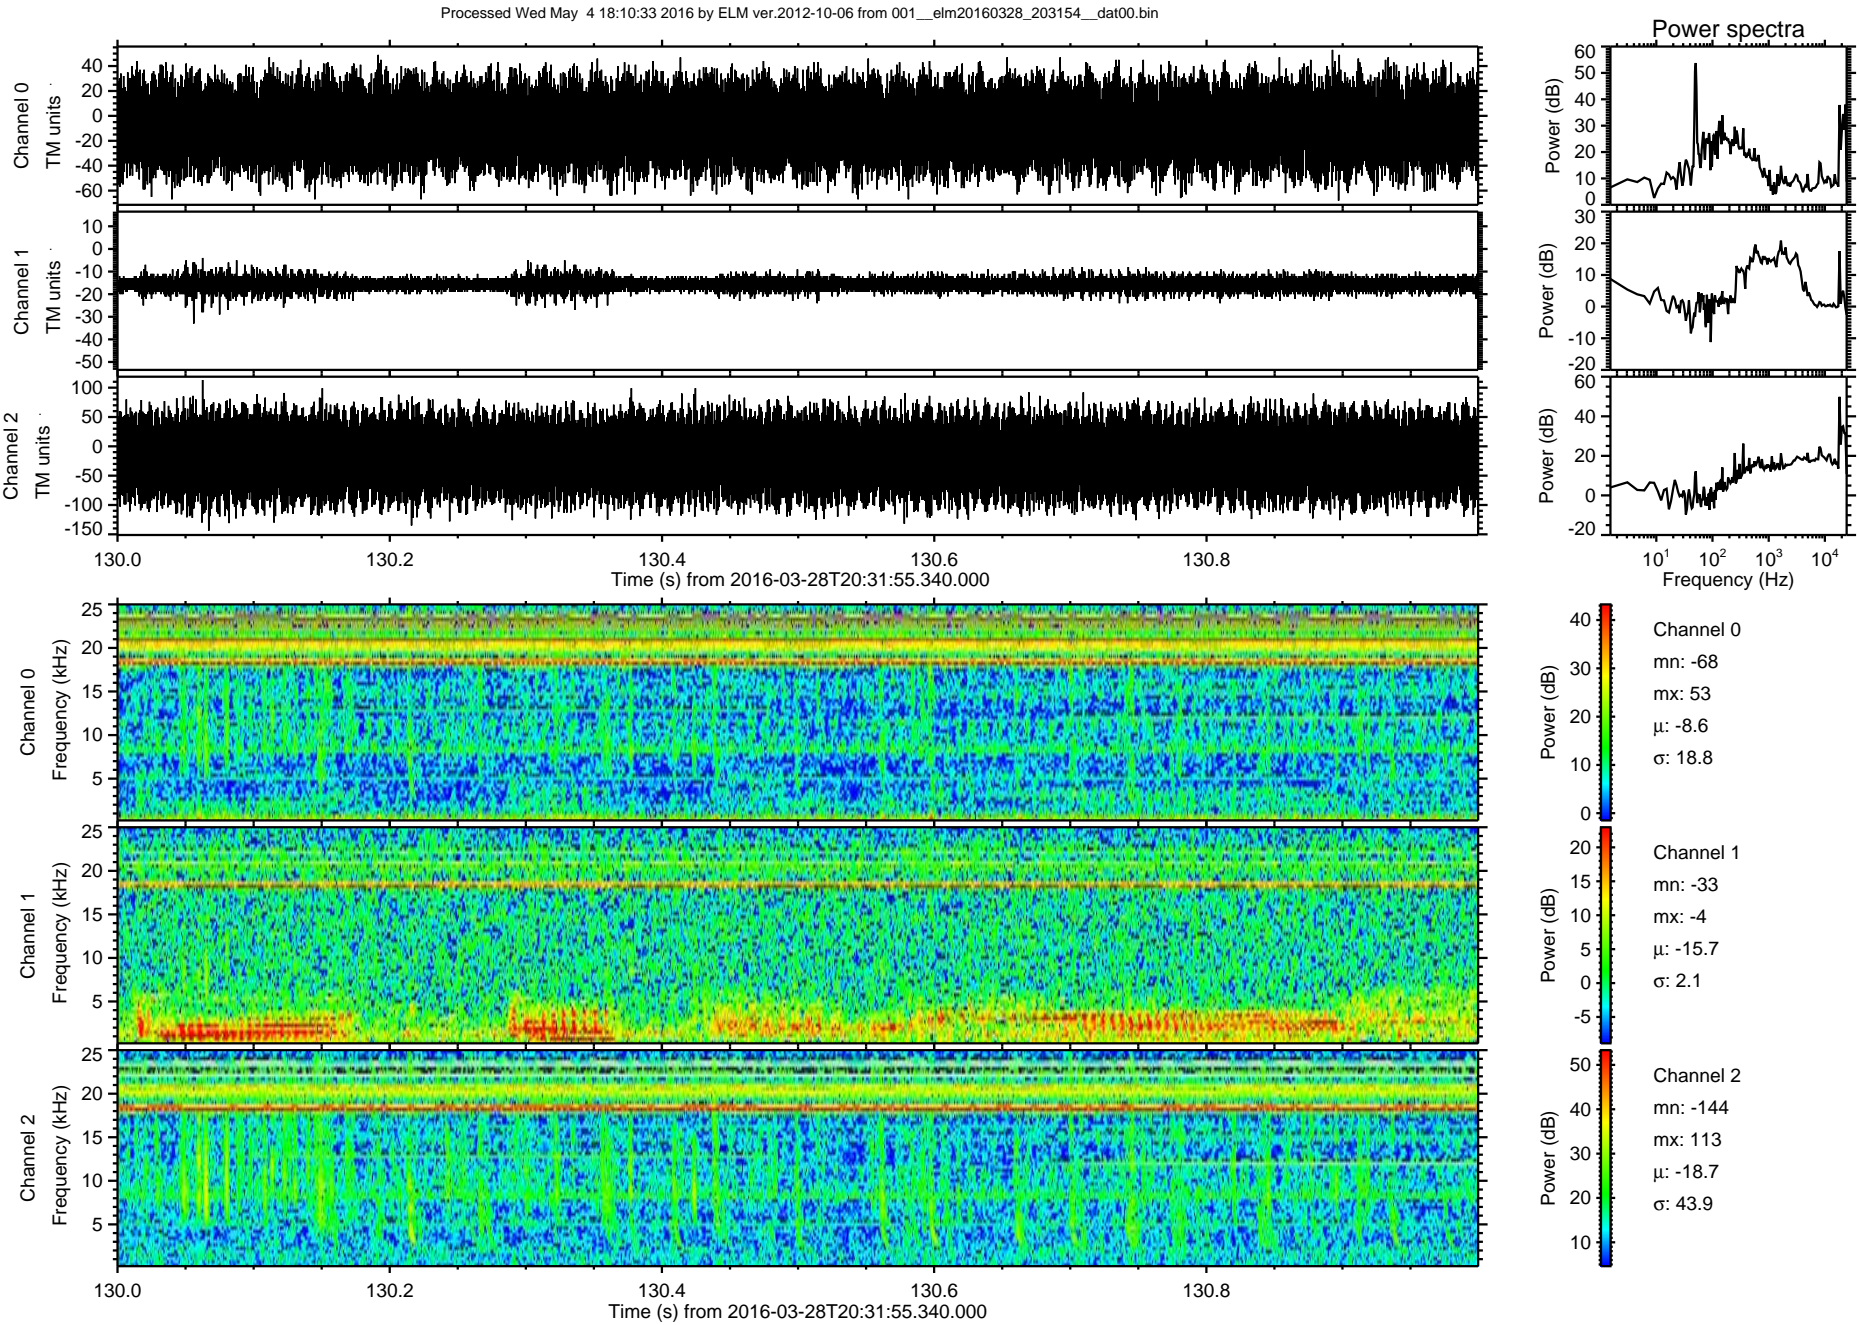 Processed Wed May  4 18:10:33 2016 by ELM ver.2012-10-06 from 001__elm20160328_203154__dat00.bin
Power spectra
Channel 0
TM units
40
20
0
-20
-40
-60
Power (dB)
60
50
40
30
20
10
0
Channel 1
TM units
10
0
-10
-20
-30
-40
-50
Power (dB)
30
20
10
0
-10
-20
Channel 2
TM units
100
50
0
-50
-100
-150
Power (dB)
60
40
20
0
-20
130.0 130.2 130.4 130.6 130.8
Time (s) from 2016-03-28T20:31:55.340.000
10^1 10^2 10^3 10^4
Frequency (Hz)
Channel 0
Frequency (kHz)
25
20
15
10
5
Power (dB)
40
30
20
10
0
Channel 0
mn: -68
mx: 53
μ: -8.6
σ: 18.8
Channel 1
Frequency (kHz)
25
20
15
10
5
Power (dB)
20
15
10
5
0
-5
Channel 1
mn: -33
mx: -4
μ: -15.7
σ: 2.1
Channel 2
Frequency (kHz)
25
20
15
10
5
Power (dB)
50
40
30
20
10
Channel 2
mn: -144
mx: 113
μ: -18.7
σ: 43.9
130.0 130.2 130.4 130.6 130.8
Time (s) from 2016-03-28T20:31:55.340.000